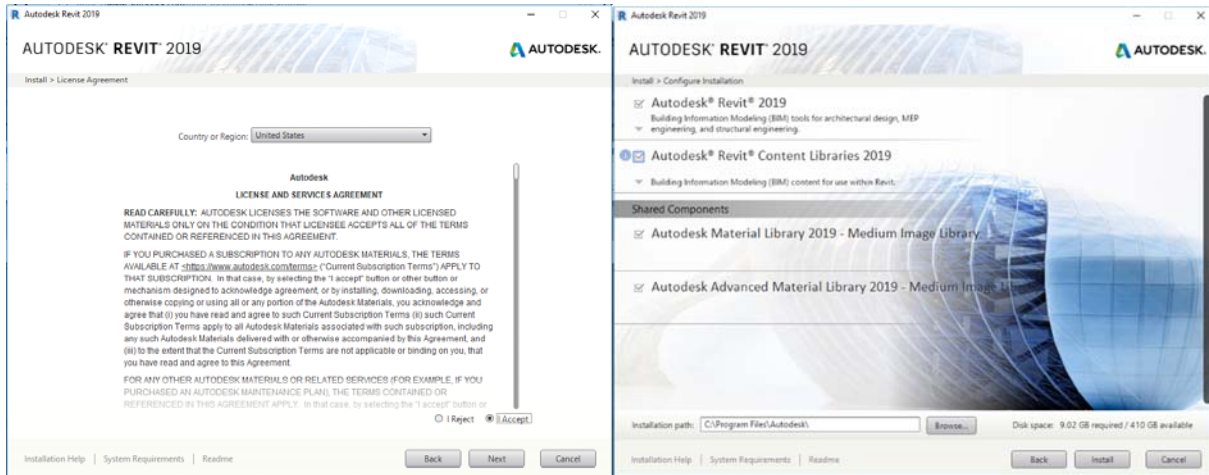 Autodesk Revit 2019
AUTODESK® REVIT® 2019
AUTODESK.
Install > License Agreement
Country or Region: United States
Autodesk
LICENSE AND SERVICES AGREEMENT
READ CAREFULLY: AUTODESK LICENSES THE SOFTWARE AND OTHER LICENSED
MATERIALS ONLY ON THE CONDITION THAT LICENSEE ACCEPTS ALL OF THE TERMS
CONTAINED OR REFERENCED IN THIS AGREEMENT.
IF YOU PURCHASED A SUBSCRIPTION TO ANY AUTODESK MATERIALS, THE TERMS
AVAILABLE AT <https://www.autodesk.com/terms> ("Current Subscription Terms") APPLY TO
THAT SUBSCRIPTION. In that case, by selecting the "I accept" button or other button or
mechanism designed to acknowledge agreement, or by installing, downloading, accessing, or
otherwise copying or using all or any portion of the Autodesk Materials, you acknowledge and
agree that (i) you have read and agree to such Current Subscription Terms (ii) such Current
Subscription Terms apply to all Autodesk Materials associated with such subscription, including
any such Autodesk Materials delivered with or otherwise accompanied by this Agreement, and
(iii) to the extent that the Current Subscription Terms are not applicable or binding on you, that
you have read and agree to this Agreement.
FOR ANY OTHER AUTODESK MATERIALS OR RELATED SERVICES (FOR EXAMPLE, IF YOU
PURCHASED AN AUTODESK MAINTENANCE PLAN), THE TERMS CONTAINED OR
REFERENCED IN THIS AGREEMENT APPLY. In that case, by selecting the "I accept" button or
I Reject I Accept
Installation Help | System Requirements | Readme Back Next Cancel
Autodesk Revit 2019
AUTODESK® REVIT® 2019
AUTODESK.
Install > Configure Installation
Autodesk® Revit® 2019
Building Information Modeling (BIM) tools for architectural design, MEP
engineering, and structural engineering.
Autodesk® Revit® Content Libraries 2019
Building Information Modeling (BIM) content for use within Revit.
Shared Components
Autodesk Material Library 2019 - Medium Image Library
Autodesk Advanced Material Library 2019 - Medium Image
Installation path: C:\Program Files\Autodesk\ Browse... Disk space: 9.02 GB required / 410 GB available
Installation Help | System Requirements | Readme Back Install Cancel